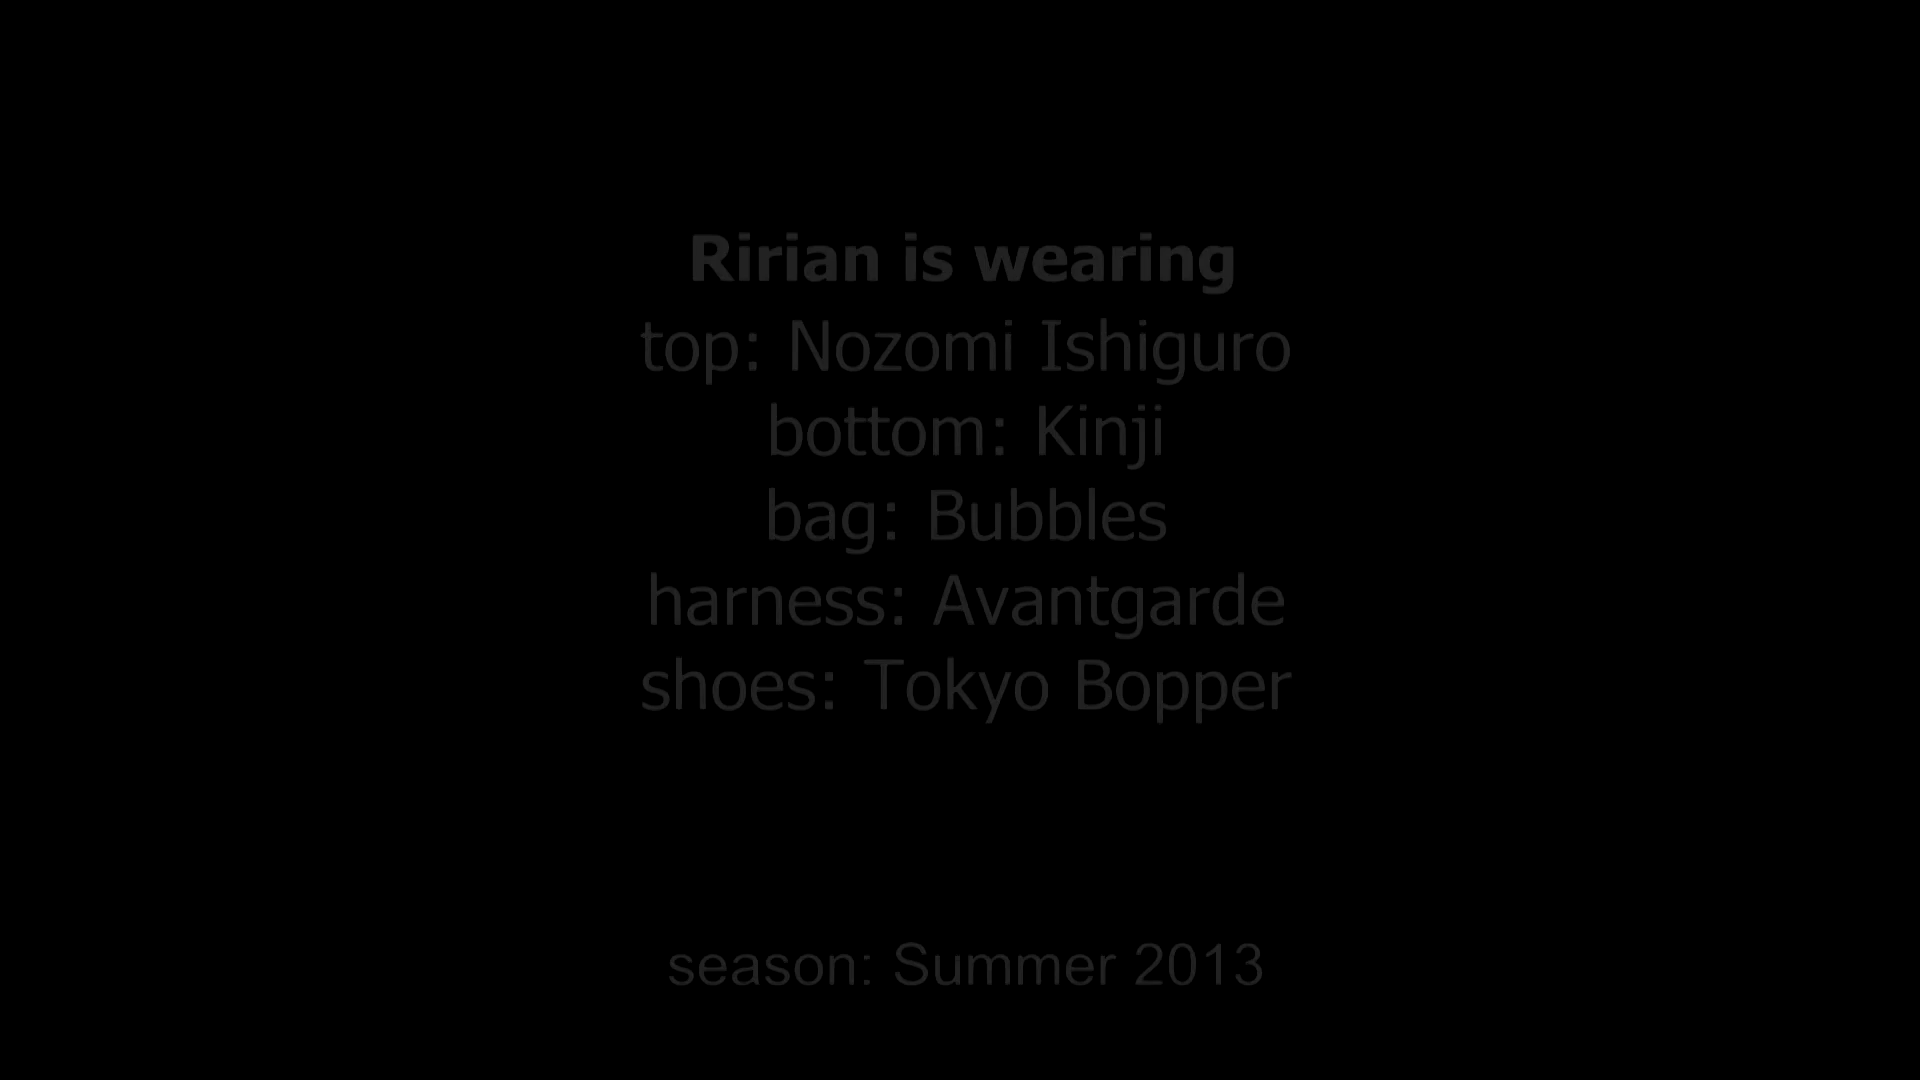 Ririan is wearing
top: Nozomi Ishiguro
bottom: Kinji
bag: Bubbles
harness: Avantgarde
shoes: Tokyo Bopper
season: Summer 2013